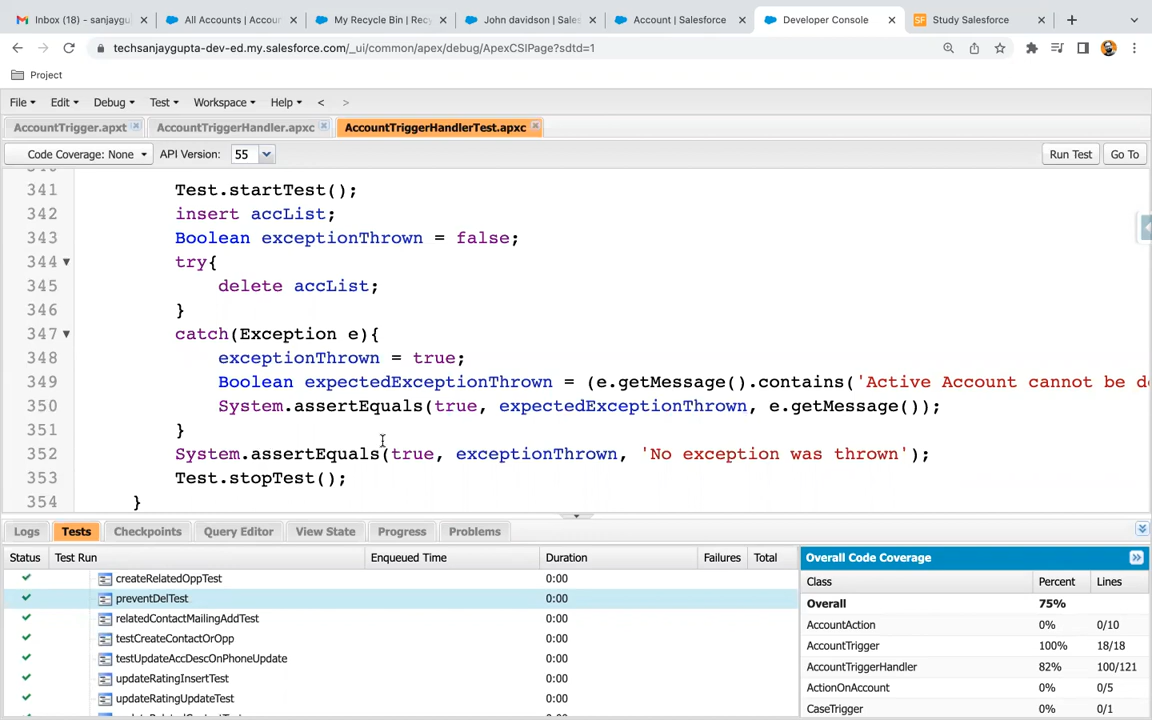 Inbox (18) - sanjaygu
All Accounts | Accoun
My Recycle Bin | Recy
John davidson | Sales
Account | Salesforce
Developer Console
Study Salesforce
techsanjaygupta-dev-ed.my.salesforce.com/_ui/common/apex/debug/ApexCSIPage?sdtd=1
Project
File Edit Debug Test Workspace Help < >
AccountTrigger.apxt AccountTriggerHandler.apxc AccountTriggerHandlerTest.apxc
Code Coverage: None API Version: 55 Run Test Go To
341 Test.startTest();
342 insert accList;
343 Boolean exceptionThrown = false;
344 try{
345 delete accList;
346 }
347 catch(Exception e){
348 exceptionThrown = true;
349 Boolean expectedExceptionThrown = (e.getMessage().contains('Active Account cannot be de
350 System.assertEquals(true, expectedExceptionThrown, e.getMessage());
351 }
352 System.assertEquals(true, exceptionThrown, 'No exception was thrown');
353 Test.stopTest();
354 }
Logs Tests Checkpoints Query Editor View State Progress Problems
Status Test Run Enqueued Time Duration Failures Total
createRelatedOppTest 0:00
preventDelTest 0:00
relatedContactMailingAddTest 0:00
testCreateContactOrOpp 0:00
testUpdateAccDescOnPhoneUpdate 0:00
updateRatingInsertTest 0:00
updateRatingUpdateTest 0:00
Overall Code Coverage
Class Percent Lines
Overall 75%
AccountAction 0% 0/10
AccountTrigger 100% 18/18
AccountTriggerHandler 82% 100/121
ActionOnAccount 0% 0/5
CaseTrigger 0% 0/1